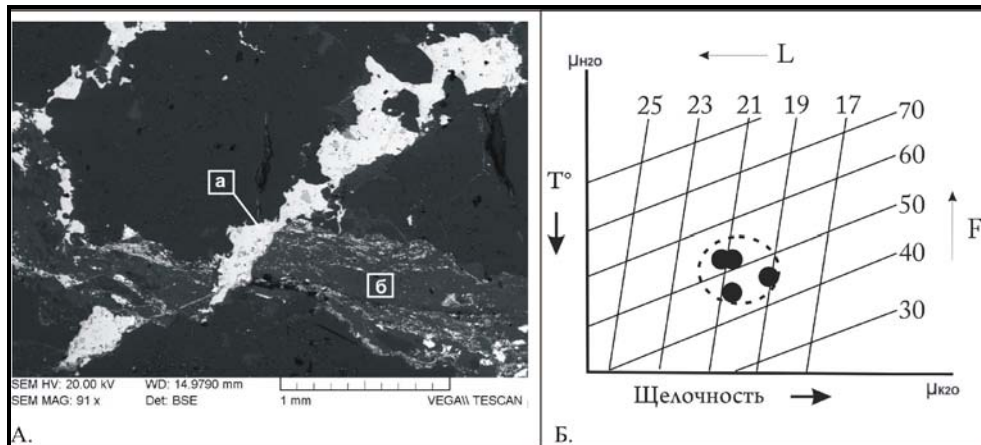 а
б
SEM HV: 20.00 kV WD: 14.9790 mm
SEM MAG: 91 x Det: BSE 1 mm VEGA\\ TESCAN
А.
L
μH2O
25 23 21 19 17
70
60
50
40
30
T°
F
Щелочность
μK2O
Б.